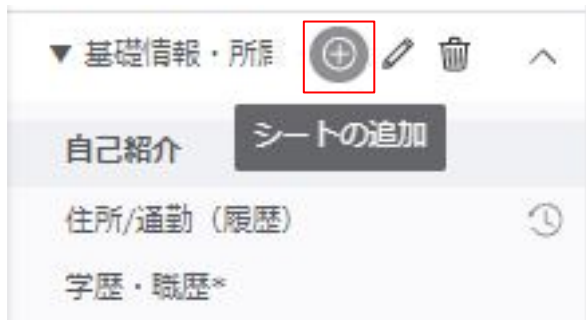 ▼ 基礎情報・所
シートの追加
自己紹介
住所/通勤（履歴）
学歴・職歴*